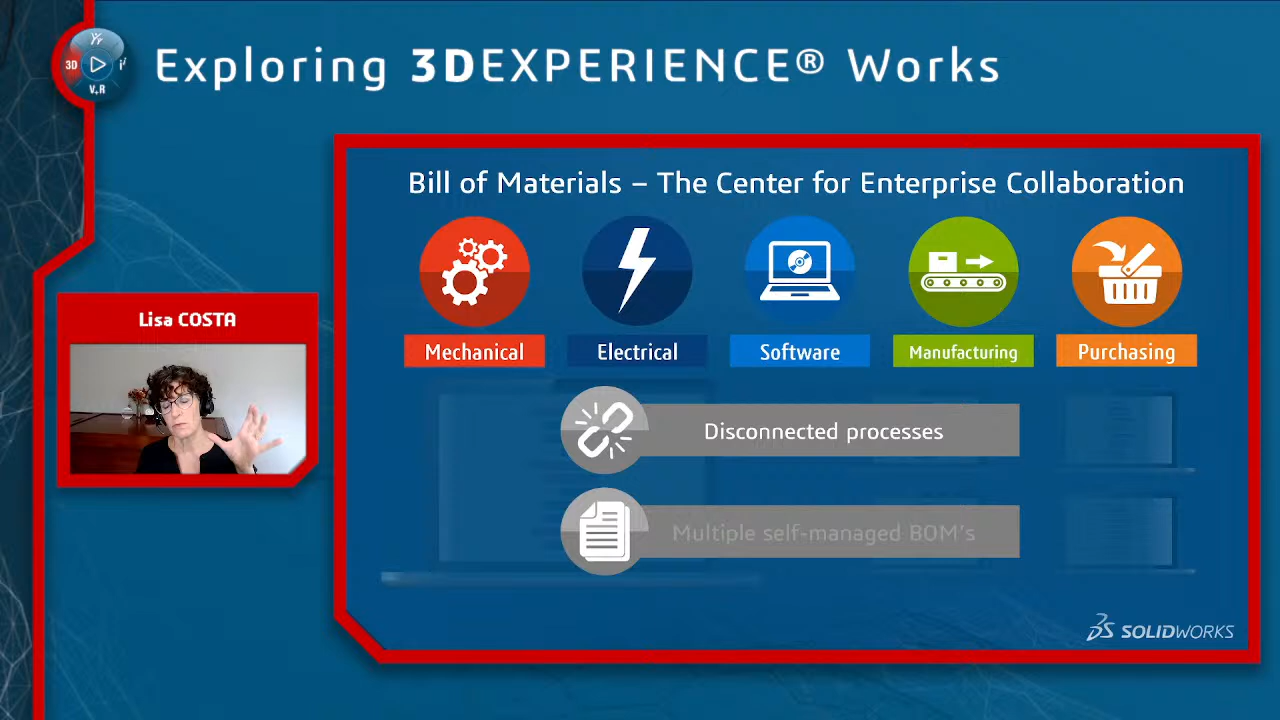 3D
V,R
Exploring 3DEXPERIENCE® Works
Lisa COSTA
Bill of Materials – The Center for Enterprise Collaboration
Mechanical
Electrical
Software
Manufacturing
Purchasing
Disconnected processes
Multiple self-managed BOM's
SOLIDWORKS